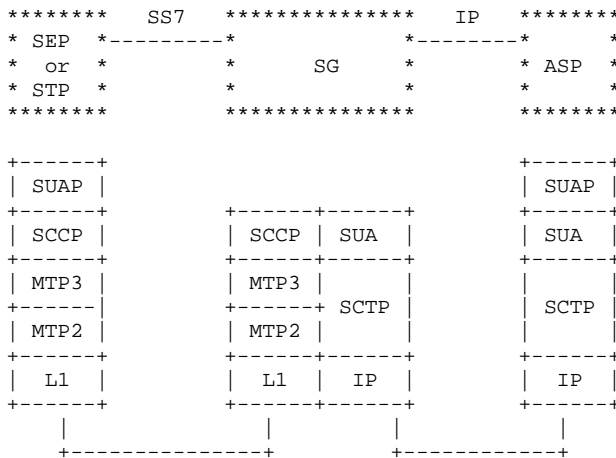 ********   SS7   ***************   IP   ********
* SEP  *---------*             *--------*      *
*  or  *         *      SG     *        * ASP  *
* STP  *         *             *        *      *
********         ***************        ********

+------+                                +------+
| SUAP |                                | SUAP |
+------+         +------+------+        +------+
| SCCP |         | SCCP | SUA  |        | SUA  |
+------+         +------+------+        +------+
| MTP3 |         | MTP3 |      |        |      |
+------|         +------+ SCTP |        | SCTP |
| MTP2 |         | MTP2 |      |        |      |
+------+         +------+------+        +------+
|  L1  |         |  L1  |  IP  |        |  IP  |
+------+         +------+------+        +------+
    |                |         |            |
    +---------------+         +------------+